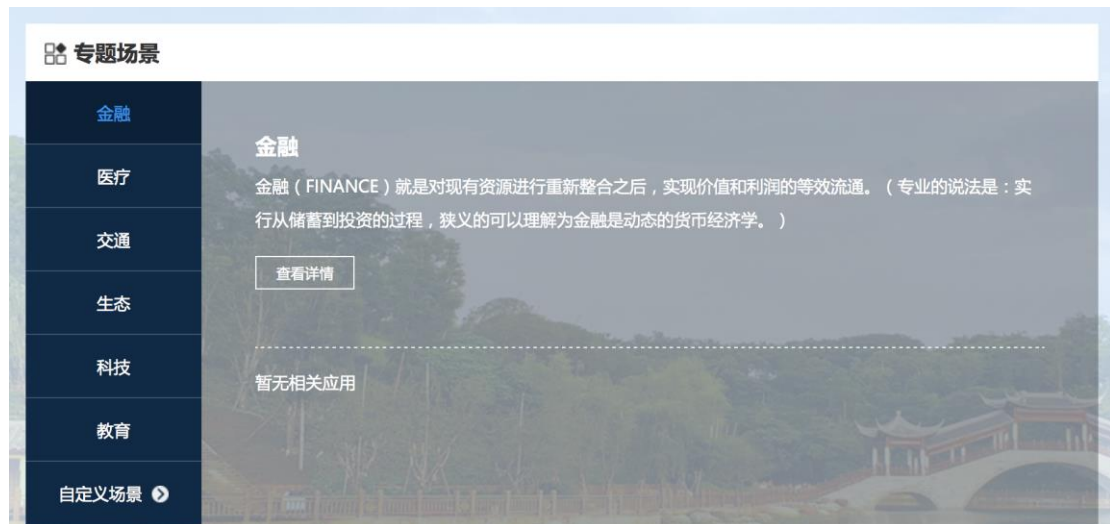 专题场景
金融
医疗
交通
生态
科技
教育
自定义场景
金融
金融（FINANCE）就是对现有资源进行重新整合之后，实现价值和利润的等效流通。（专业的说法是：实
行从储蓄到投资的过程，狭义的可以理解为金融是动态的货币经济学。）
查看详情
暂无相关应用